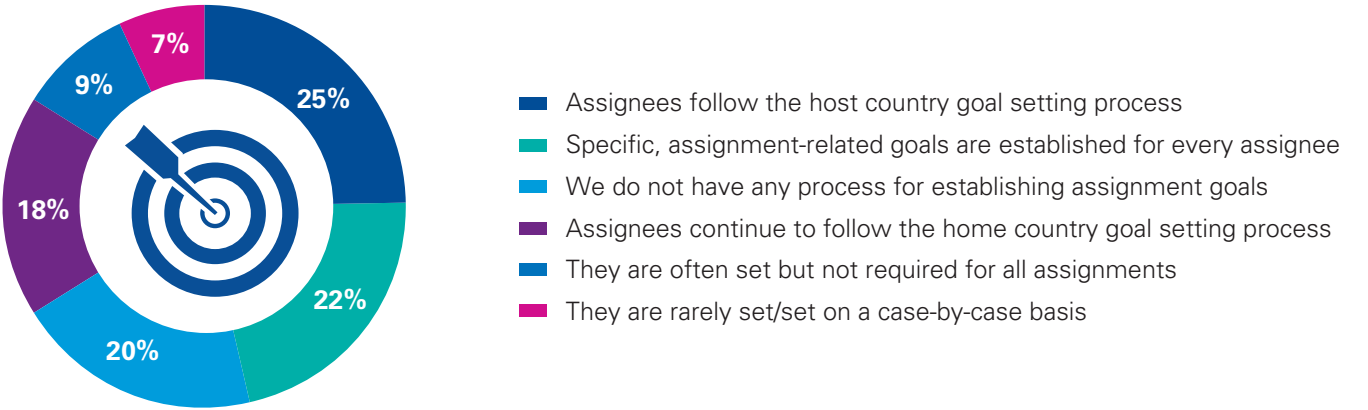 7%
9%
25%
18%
22%
20%
Assignees follow the host country goal setting process
Specific, assignment-related goals are established for every assignee
We do not have any process for establishing assignment goals
Assignees continue to follow the home country goal setting process
They are often set but not required for all assignments
They are rarely set/set on a case-by-case basis